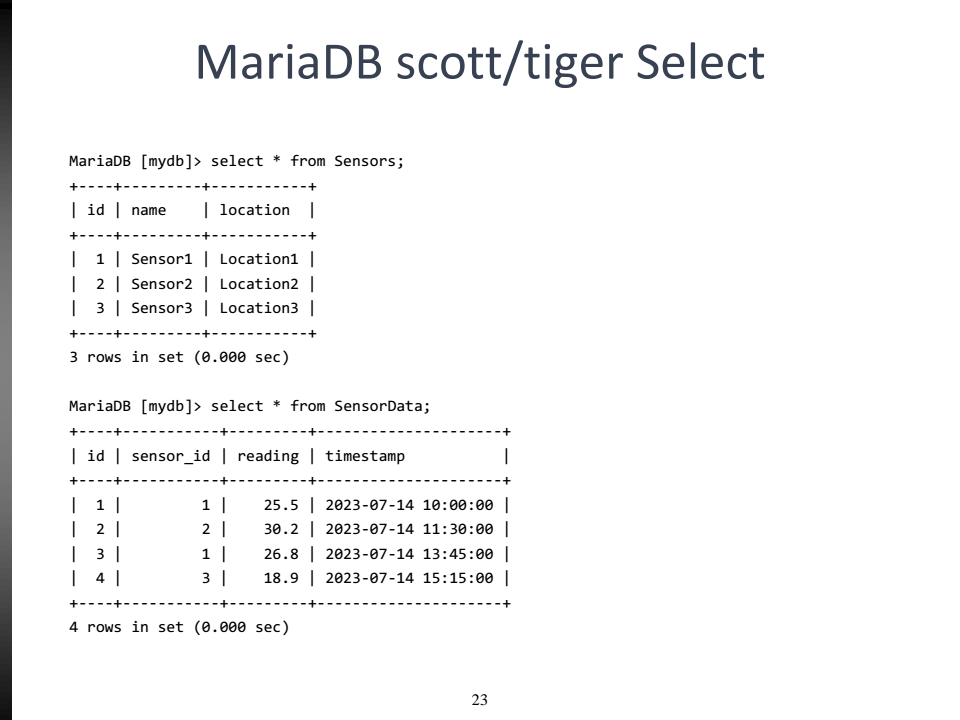 MariaDB scott/tiger Select
MariaDB [mydb]> select * from Sensors;
+----+---------+-----------+
| id | name    | location  |
+----+---------+-----------+
|  1 | Sensor1 | Location1 |
|  2 | Sensor2 | Location2 |
|  3 | Sensor3 | Location3 |
+----+---------+-----------+
3 rows in set (0.000 sec)
MariaDB [mydb]> select * from SensorData;
+----+-----------+---------+---------------------+
| id | sensor_id | reading | timestamp           |
+----+-----------+---------+---------------------+
|  1 |         1 |    25.5 | 2023-07-14 10:00:00 |
|  2 |         2 |    30.2 | 2023-07-14 11:30:00 |
|  3 |         1 |    26.8 | 2023-07-14 13:45:00 |
|  4 |         3 |    18.9 | 2023-07-14 15:15:00 |
+----+-----------+---------+---------------------+
4 rows in set (0.000 sec)
23